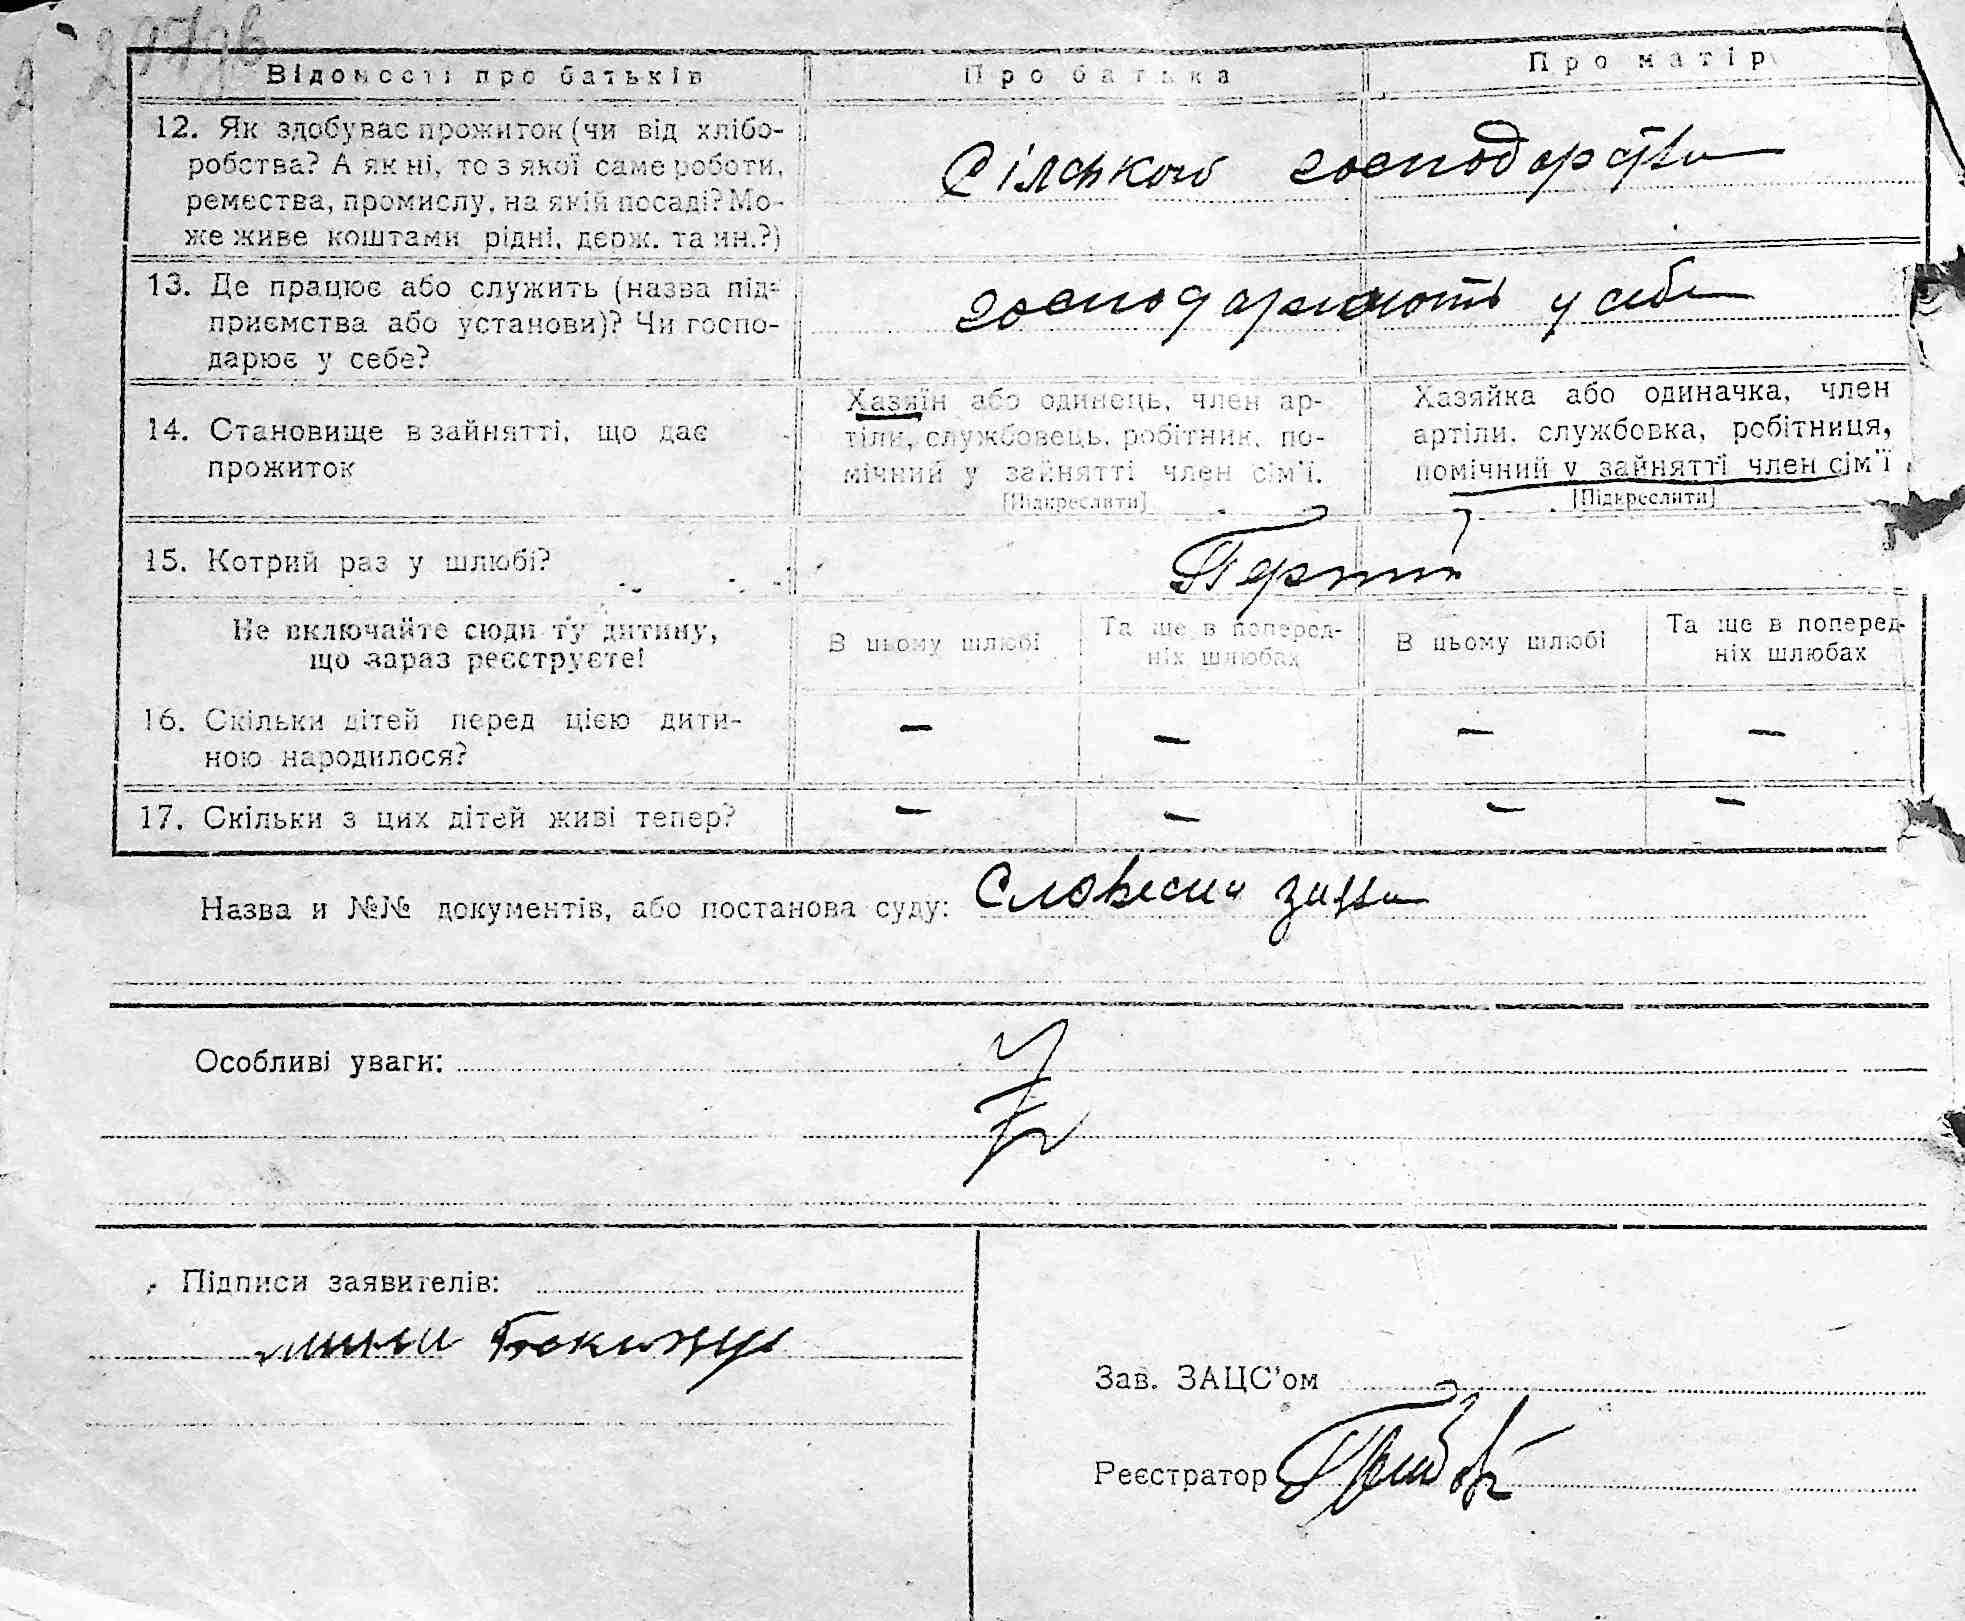 Відомості про батьків
Про батька
Про матір
12. Як здобуває прожиток (чи від хлібо-
робства? А як ні, то з якої саме роботи,
ремества, промислу, на якій посаді? Мо-
же живе коштами рідні, держ. та ин.?)
Сільського господарства
13. Де працює або служить (назва під-
приємства або установи)? Чи госпо-
дарює у себе?
господарюють у себе
14. Становище в зайнятті, що дає
прожиток
Хазяїн або одинець, член ар-
тіли, службовець, робітник, по-
мічний у зайнятті член сім'ї.
[Підкреслити]
Хазяйка або одиначка, член
артіли, службовка, робітниця,
помічний у зайнятті член сім'ї
[Підкреслити]
15. Котрий раз у шлюбі?
Не включайте сюди ту дитину,
що зараз реєструєте!
В цьому шлюбі
Та ще в поперед-
ніх шлюбах
В цьому шлюбі
Та ще в поперед-
ніх шлюбах
16. Скільки дітей перед цією дити-
ною народилося?
– – – –
17. Скільки з цих дітей живі тепер?
– – – –
Назва и №№ документів, або постанова суду: Словесна заява
Особливі уваги:
Підписи заявителів:
Зав. ЗАЦС'ом
Реєстратор